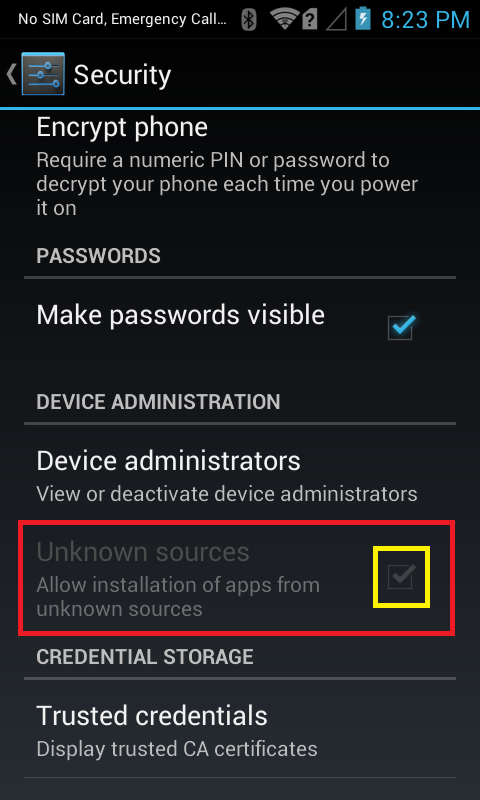 No SIM Card, Emergency Call... 8:23 PM
Security
Encrypt phone
Require a numeric PIN or password to
decrypt your phone each time you power
it on
PASSWORDS
Make passwords visible
DEVICE ADMINISTRATION
Device administrators
View or deactivate device administrators
Unknown sources
Allow installation of apps from
unknown sources
CREDENTIAL STORAGE
Trusted credentials
Display trusted CA certificates